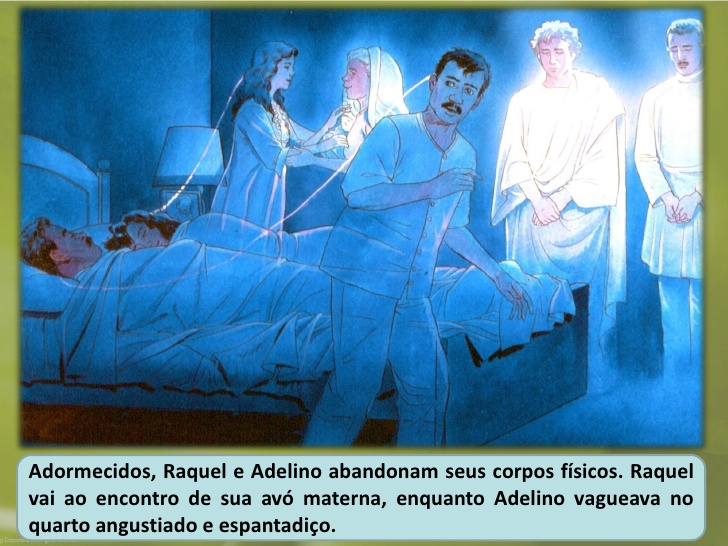 Adormecidos, Raquel e Adelino abandonam seus corpos físicos. Raquel
vai ao encontro de sua avó materna, enquanto Adelino vagueava no
quarto angustiado e espantadiço.